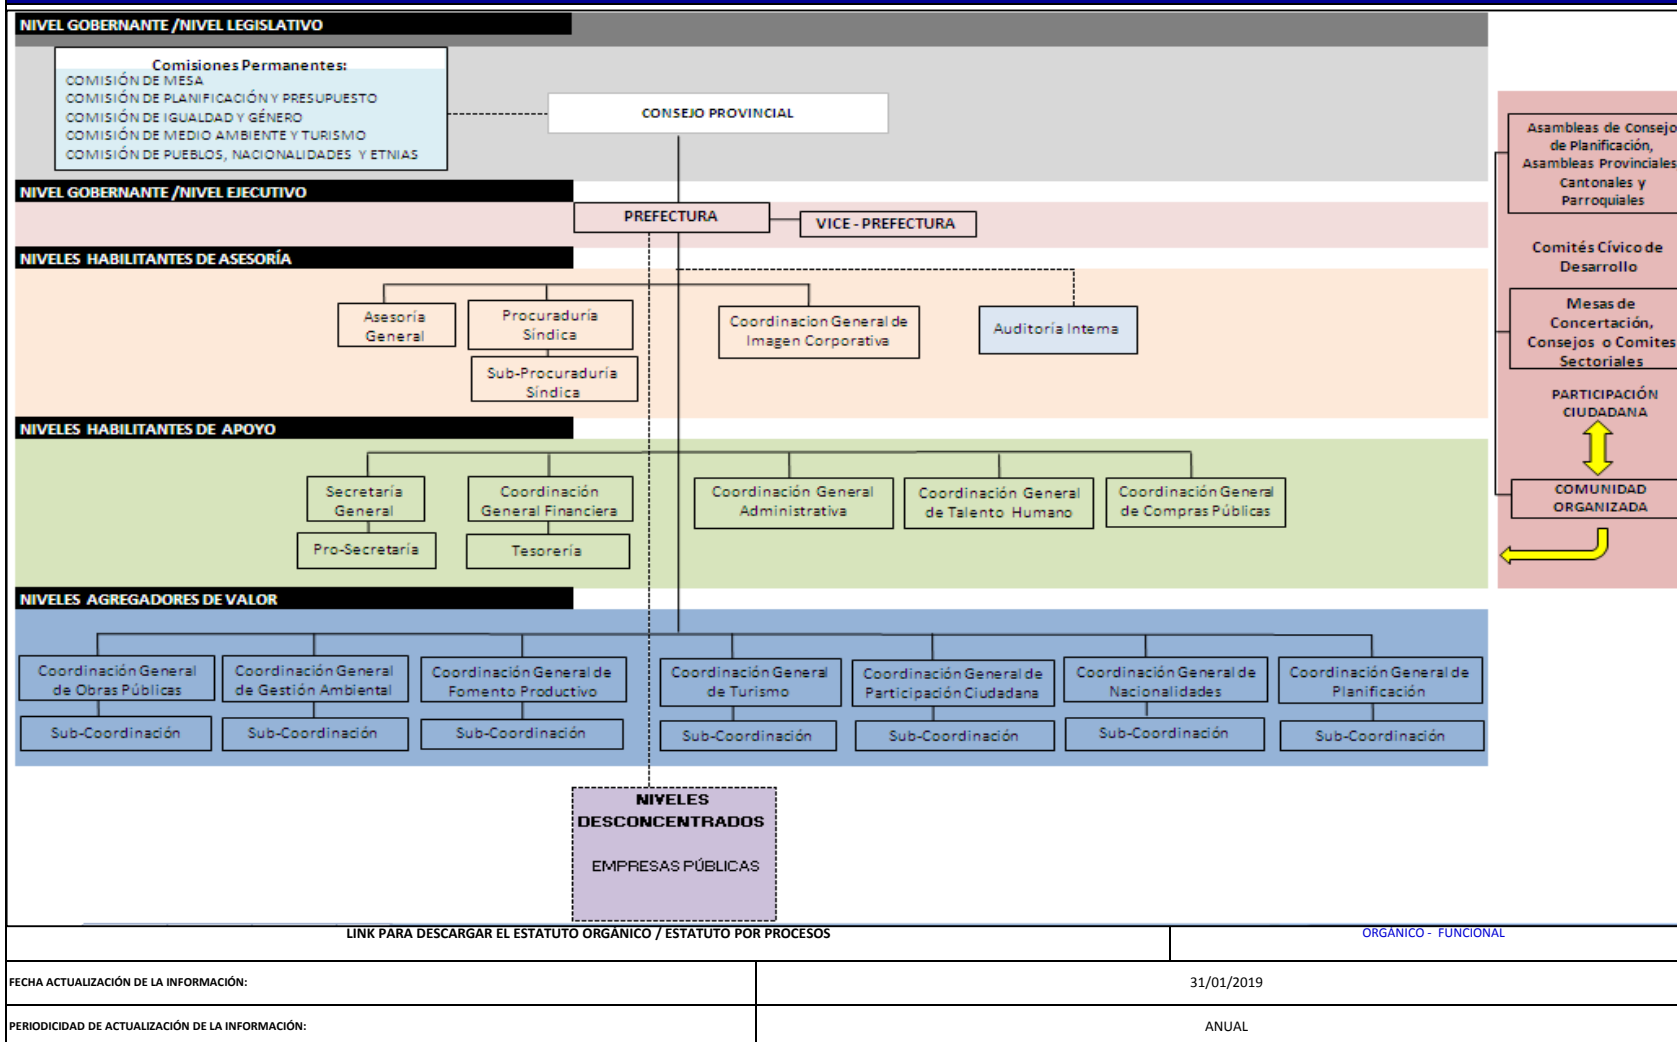 NIVEL GOBERNANTE /NIVEL LEGISLATIVO
Comisiones Permanentes:
COMISIÓN DE MESA
COMISIÓN DE PLANIFICACIÓN Y PRESUPUESTO
COMISIÓN DE IGUALDAD Y GÉNERO
COMISIÓN DE MEDIO AMBIENTE Y TURISMO
COMISIÓN DE PUEBLOS, NACIONALIDADES Y ETNIAS
CONSEJO PROVINCIAL
NIVEL GOBERNANTE /NIVEL EJECUTIVO
PREFECTURA
VICE - PREFECTURA
NIVELES HABILITANTES DE ASESORÍA
Asesoría
General
Procuraduría
Síndica
Sub-Procuraduría
Síndica
Coordinacion General de
Imagen Corporativa
Auditoría Interna
NIVELES HABILITANTES DE APOYO
Secretaría
General
Pro-Secretaría
Coordinación
General Financiera
Tesorería
Coordinación General
Administrativa
Coordinación General
de Talento Humano
Coordinación General
de Compras Públicas
NIVELES AGREGADORES DE VALOR
Coordinación General
de Obras Públicas
Sub-Coordinación
Coordinación General
de Gestión Ambiental
Sub-Coordinación
Coordinación General de
Fomento Productivo
Sub-Coordinación
Coordinación General
de Turismo
Sub-Coordinación
Coordinación General de
Participación Ciudadana
Sub-Coordinación
Coordinación General de
Nacionalidades
Sub-Coordinación
Coordinación General de
Planificación
Sub-Coordinación
NIVELES
DESCONCENTRADOS
EMPRESAS PÚBLICAS
Asambleas de Consejo
de Planificación,
Asambleas Provinciales
Cantonales y
Parroquiales
Comités Cívico de
Desarrollo
Mesas de
Concertación,
Consejos o Comites
Sectoriales
PARTICIPACIÓN
CIUDADANA
COMUNIDAD
ORGANIZADA
LINK PARA DESCARGAR EL ESTATUTO ORGÁNICO / ESTATUTO POR PROCESOS
ORGÁNICO - FUNCIONAL
FECHA ACTUALIZACIÓN DE LA INFORMACIÓN:
31/01/2019
PERIODICIDAD DE ACTUALIZACIÓN DE LA INFORMACIÓN:
ANUAL